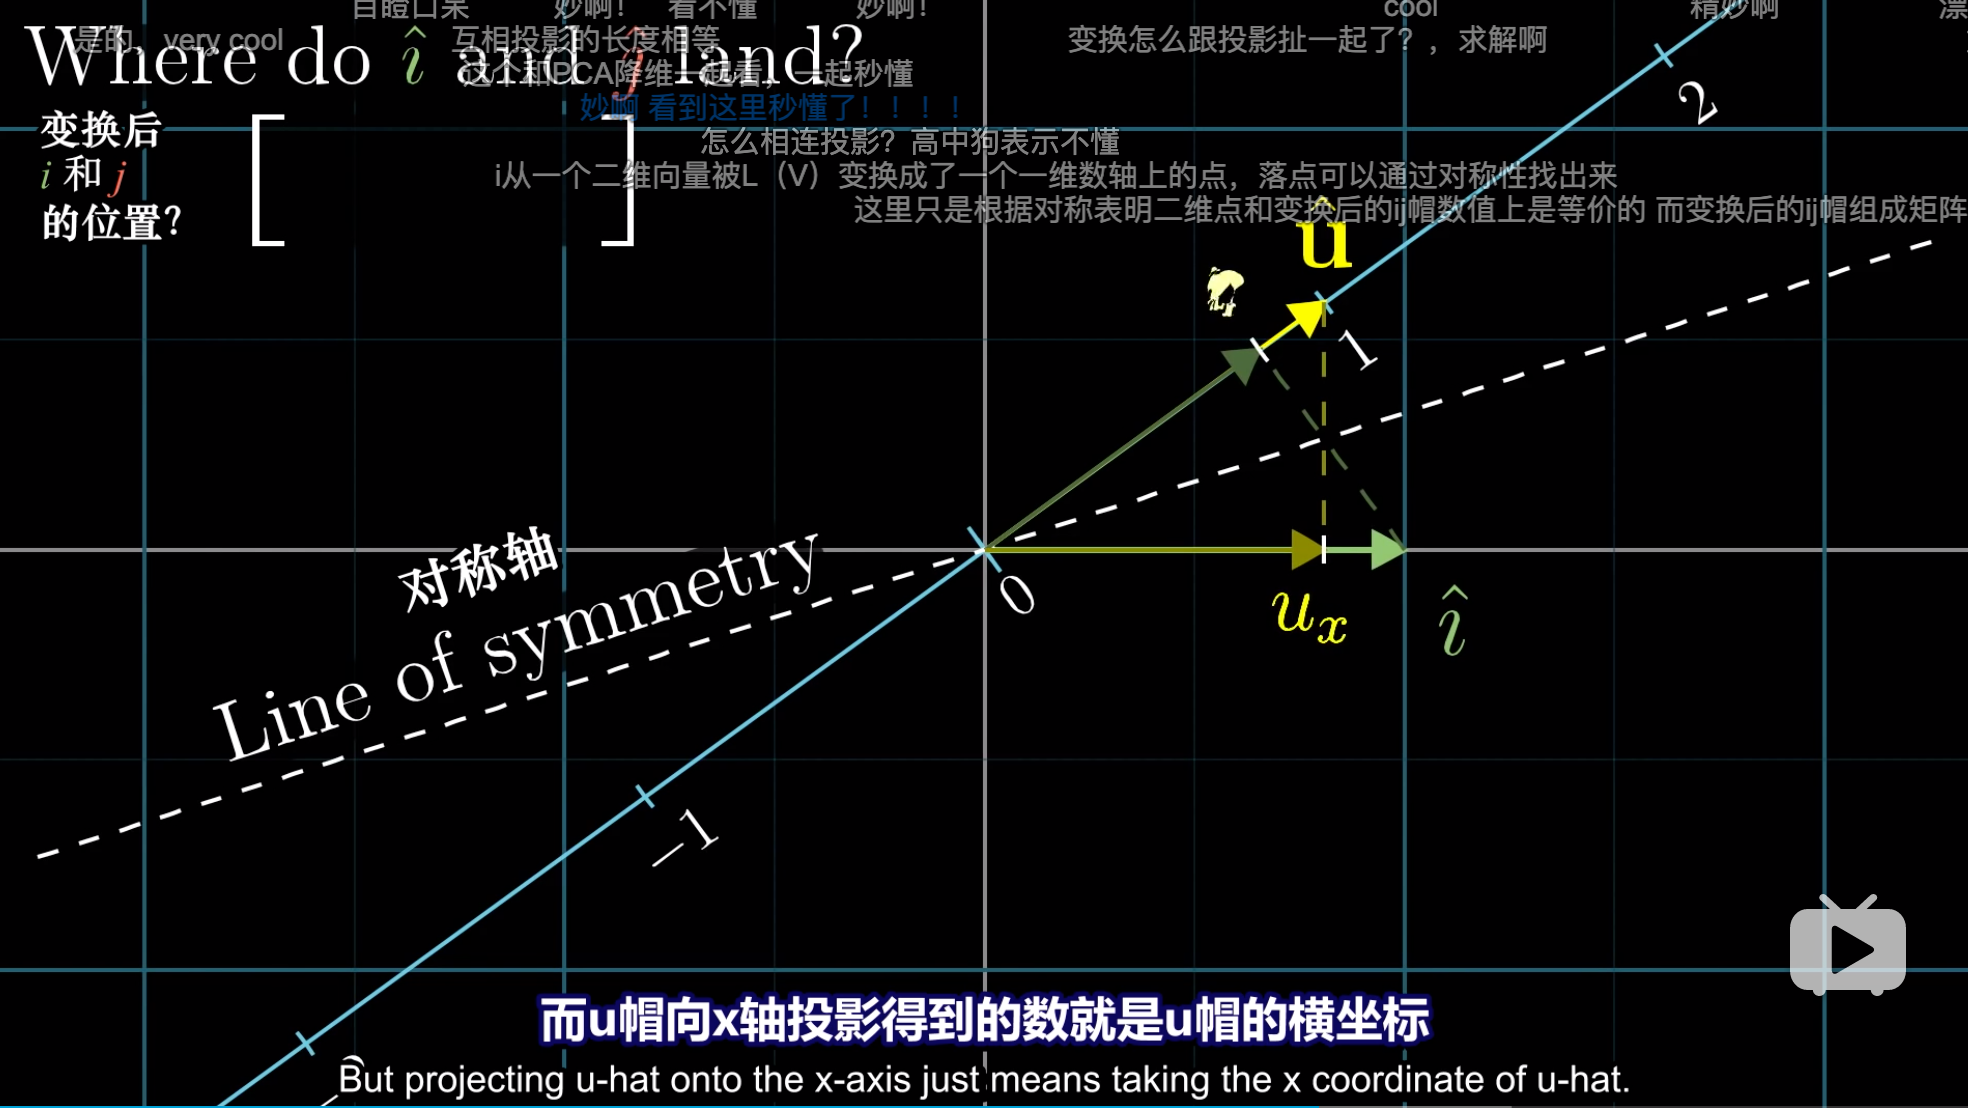 目瞪口呆 妙啊！ 看不懂 妙啊！ cool 精妙啊 漂
是的，very cool 互相投影的长度相等 变换怎么跟投影扯一起了？，求解啊
Where do î and ĵ land?
这个和PCA降维一起看，一起秒懂
妙啊 看到这里秒懂了！！！！
变换后
i 和 j
的位置?
怎么相连投影？高中狗表示不懂
i从一个二维向量被L（V）变换成了一个一维数轴上的点，落点可以通过对称性找出来
这里只是根据对称表明二维点和变换后的ij帽数值上是等价的 而变换后的ij帽组成矩阵
2
û
1
对称轴
Line of symmetry
0
uₓ
î
−1
而u帽向x轴投影得到的数就是u帽的横坐标
But projecting u-hat onto the x-axis just means taking the x coordinate of u-hat.